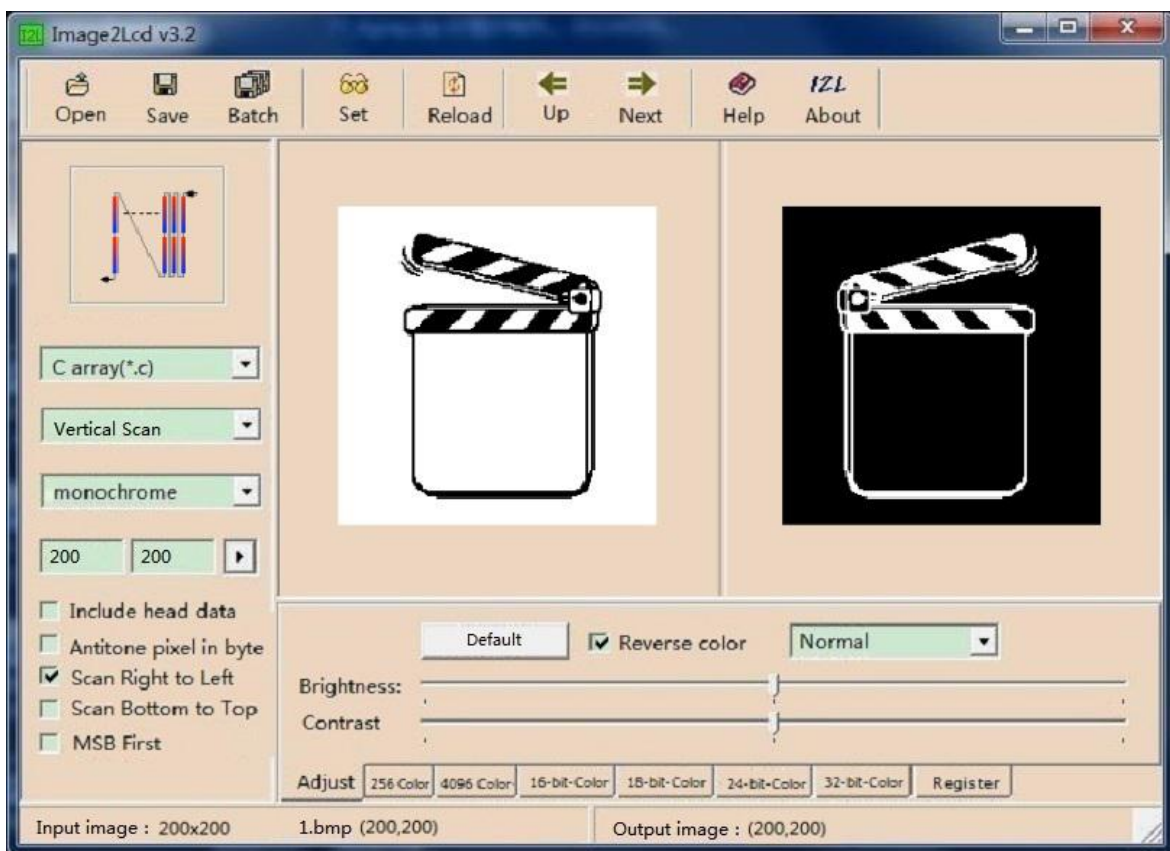 I2L Image2Lcd v3.2
Open Save Batch Set Reload Up Next Help About
I2L
C array(*.c)
Vertical Scan
monochrome
200 200
Include head data
Antitone pixel in byte
Scan Right to Left
Scan Bottom to Top
MSB First
Default Reverse color Normal
Brightness:
Contrast
Adjust 256 Color 4096 Color 16-bit-Color 18-bit-Color 24-bit-Color 32-bit-Color Register
Input image : 200x200 1.bmp (200,200) Output image : (200,200)